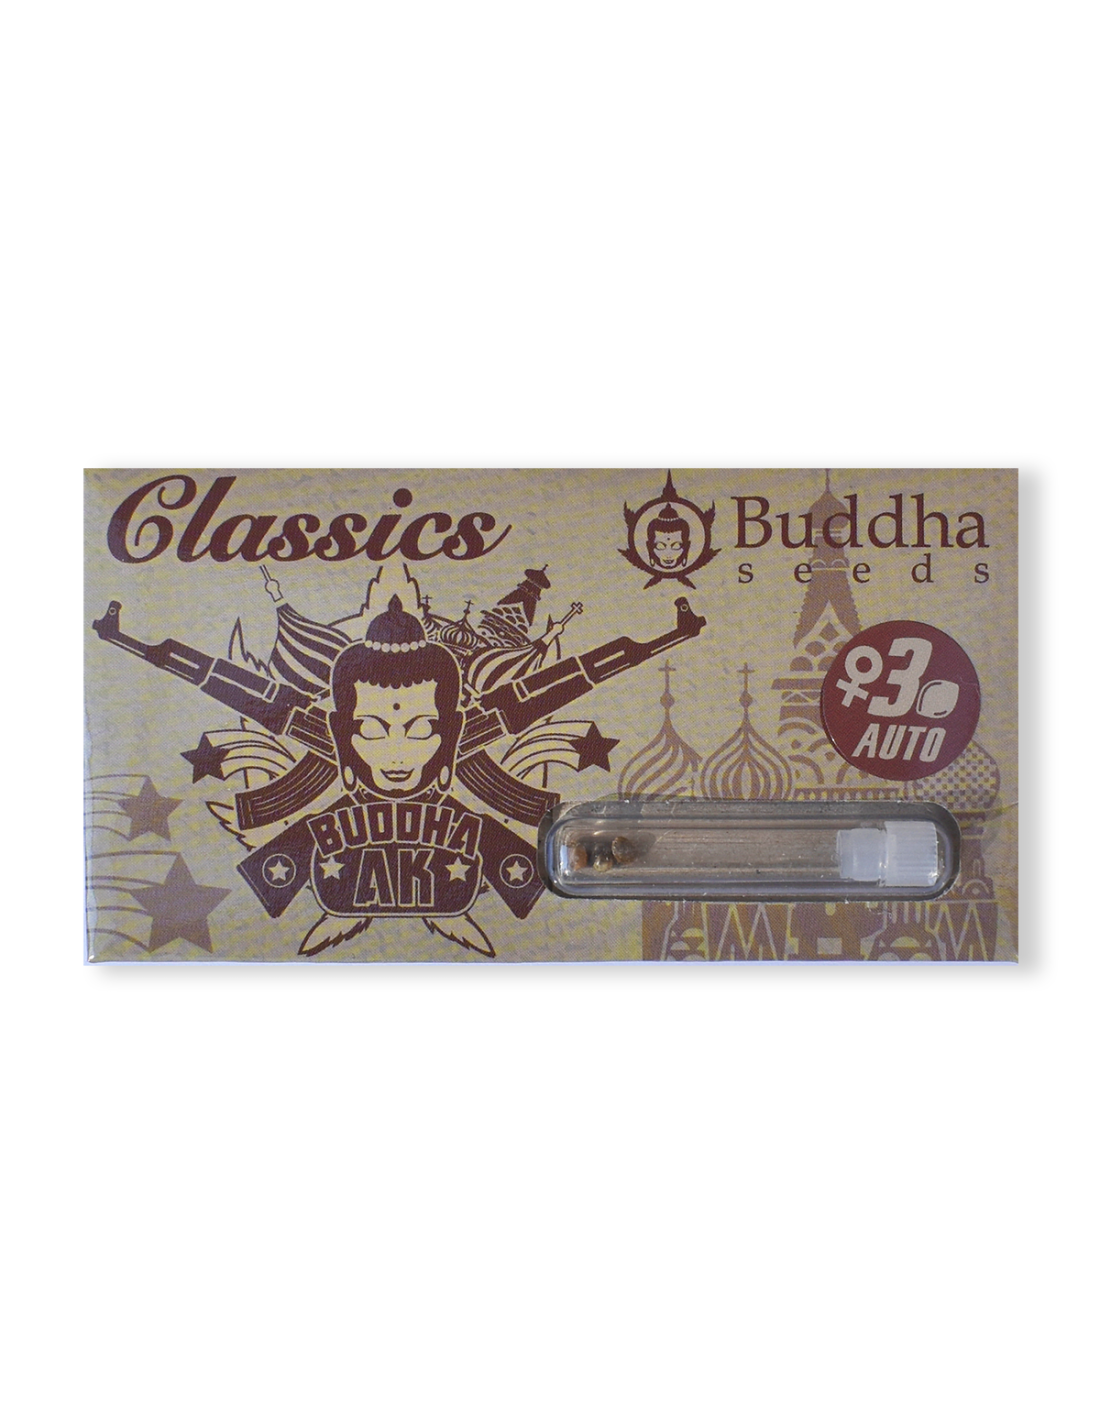 Classics
Buddha
seeds
♀3
AUTO
BUDDHA
AK